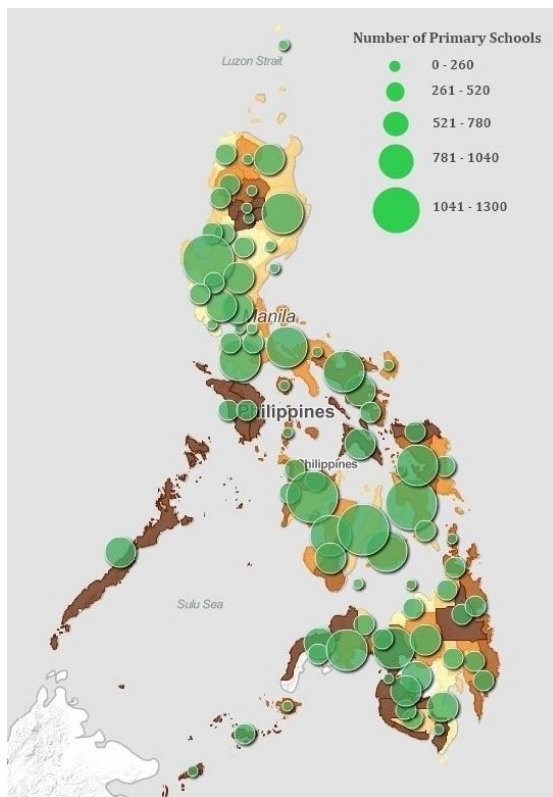 Number of Primary Schools
Luzon Strait
0 - 260
261 - 520
521 - 780
781 - 1040
1041 - 1300
Manila
Philippines
Philippines
Sulu Sea